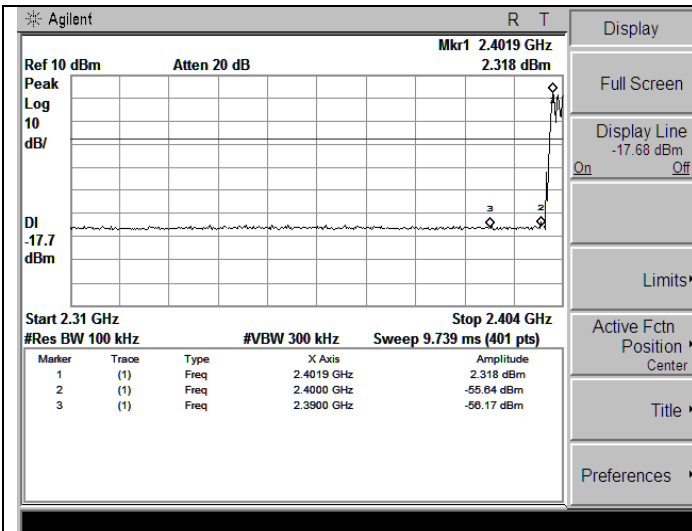 Agilent R T
Mkr1 2.4019 GHz
Ref 10 dBm Atten 20 dB 2.318 dBm
Peak
Log
10
dB/
3
2
DI
-17.7
dBm
Start 2.31 GHz Stop 2.404 GHz
#Res BW 100 kHz #VBW 300 kHz Sweep 9.739 ms (401 pts)
Marker Trace Type X Axis Amplitude
1 (1) Freq 2.4019 GHz 2.318 dBm
2 (1) Freq 2.4000 GHz -55.64 dBm
3 (1) Freq 2.3900 GHz -56.17 dBm
Display
Full Screen
Display Line
-17.68 dBm
On Off
Limits
Active Fctn
Position
Center
Title
Preferences